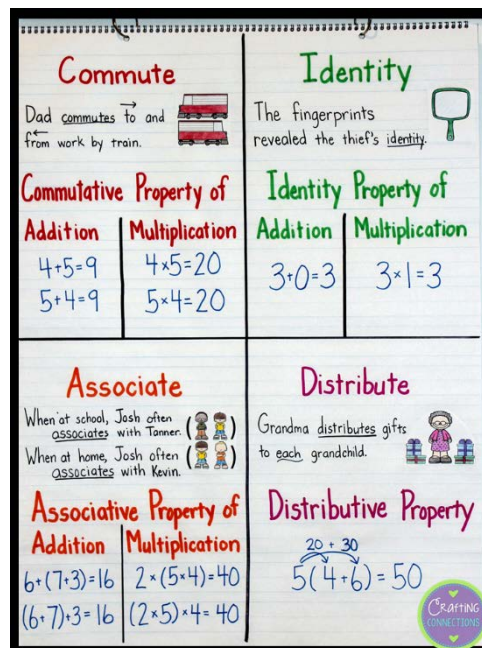 Commute
Dad commutes to and
from work by train.
Commutative Property of
Addition
Multiplication
4+5=9
5+4=9
4×5=20
5×4=20
Identity
The fingerprints
revealed the thief's identity.
Identity Property of
Addition
Multiplication
3+0=3
3×1=3
Associate
When at school, Josh often
associates with Tanner. ( )
When at home, Josh often
associates with Kevin. ( )
Associative Property of
Addition
Multiplication
6+(7+3)=16
(6+7)+3=16
2×(5×4)=40
(2×5)×4=40
Distribute
Grandma distributes gifts
to each grandchild.
Distributive Property
20 + 30
5(4+6)=50
Crafting
CONNECTIONS